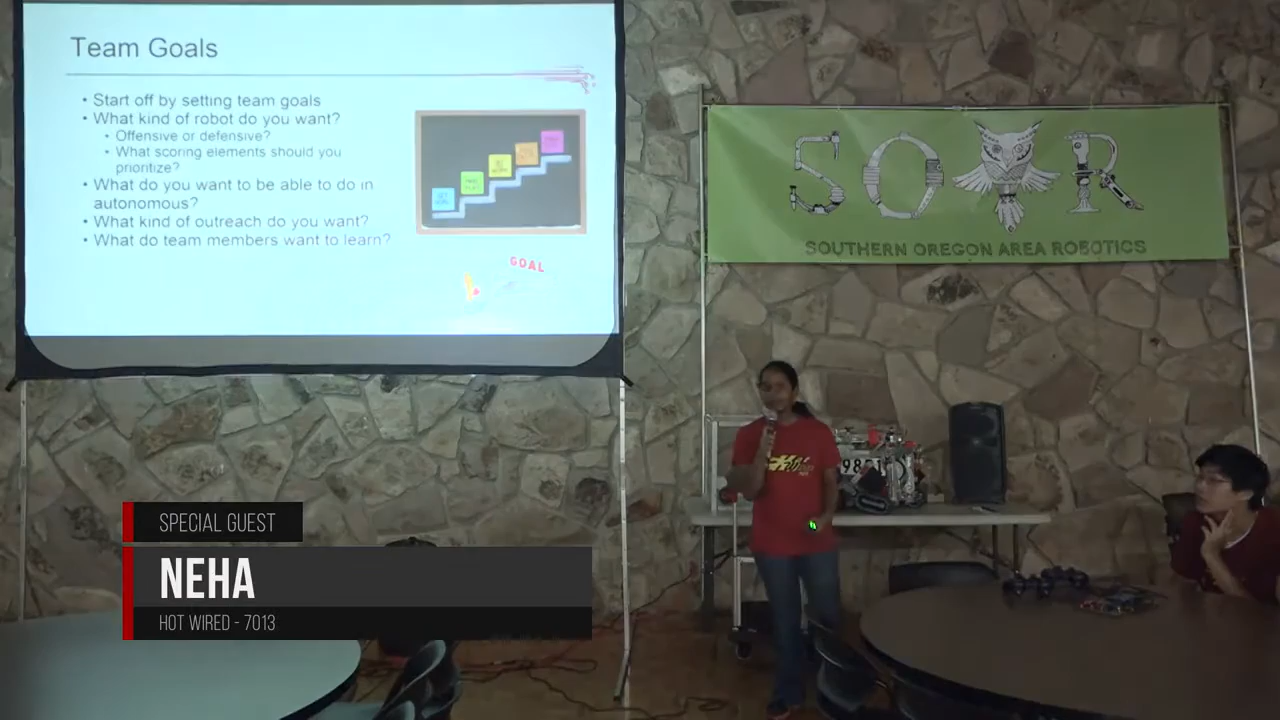 Team Goals
• Start off by setting team goals
• What kind of robot do you want?
• Offensive or defensive?
• What scoring elements should you
prioritize?
• What do you want to be able to do in
autonomous?
• What kind of outreach do you want?
• What do team members want to learn?
GOAL
SOAR
SOUTHERN OREGON AREA ROBOTICS
SPECIAL GUEST
NEHA
HOT WIRED - 7013